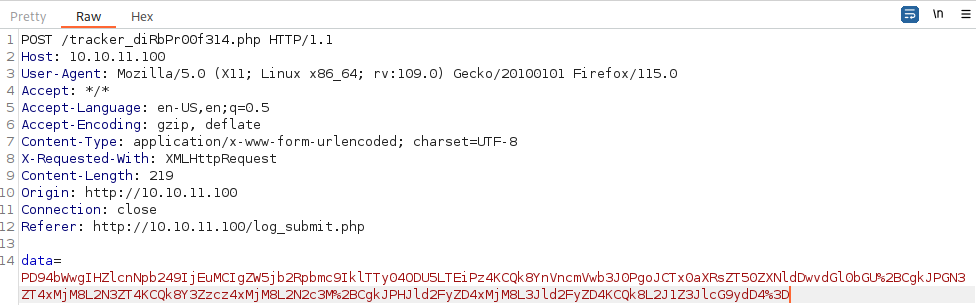 Pretty Raw Hex \n
1 POST /tracker_diRbPr00f314.php HTTP/1.1
2 Host: 10.10.11.100
3 User-Agent: Mozilla/5.0 (X11; Linux x86_64; rv:109.0) Gecko/20100101 Firefox/115.0
4 Accept: */*
5 Accept-Language: en-US,en;q=0.5
6 Accept-Encoding: gzip, deflate
7 Content-Type: application/x-www-form-urlencoded; charset=UTF-8
8 X-Requested-With: XMLHttpRequest
9 Content-Length: 219
10 Origin: http://10.10.11.100
11 Connection: close
12 Referer: http://10.10.11.100/log_submit.php
13
14 data=
PD94bWwgIHZlcnNpb249IjEuMCIgZW5jb2Rpbmc9IklTTy04ODU5LTEiPz4KCQk8YnVncmVwb3J0PgoJCTx0aXRsZT50ZXNldDwvdGl0bGU%2BCgkJPGN3
ZT4xMjM8L2N3ZT4KCQk8Y3Zzcz4xMjM8L2N2c3M%2BCgkJPHJld2FyZD4xMjM8L3Jld2FyZD4KCQk8L2J1Z3JlcG9ydD4%3D